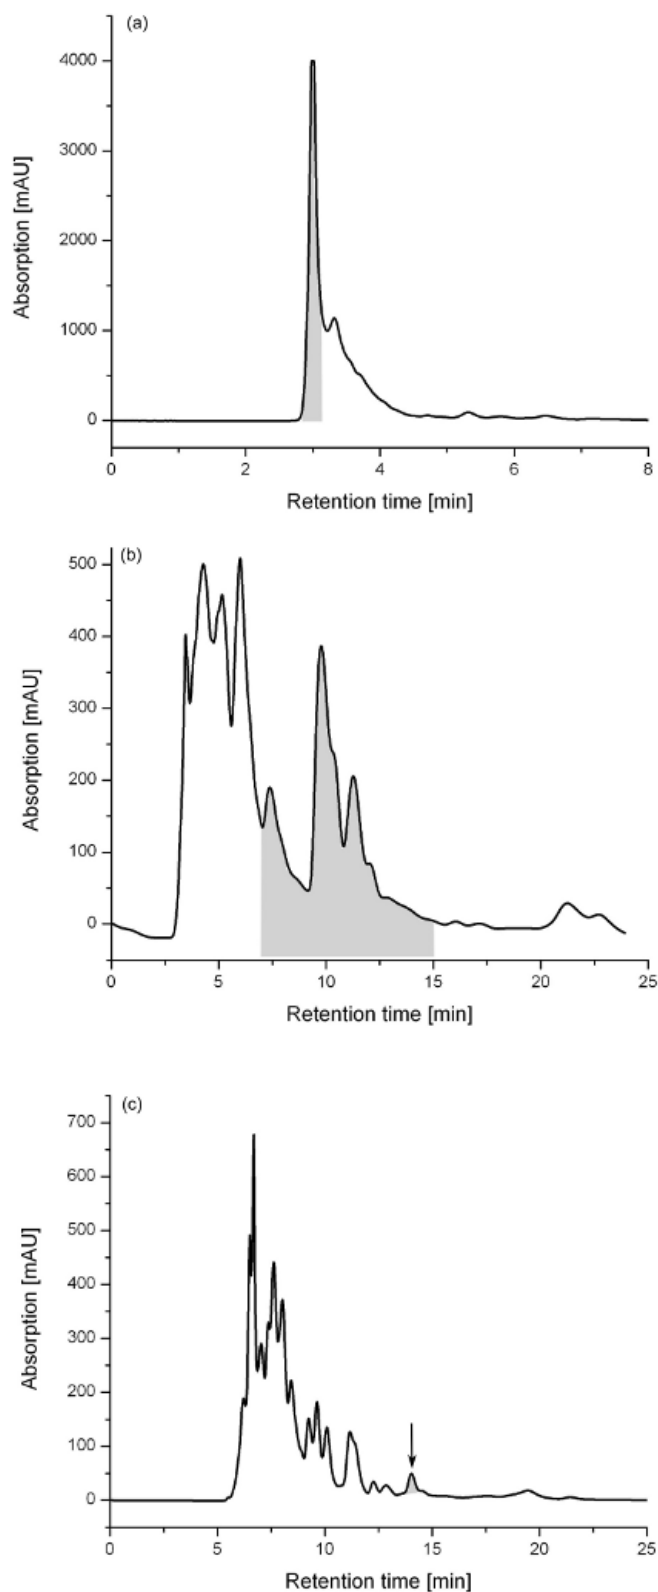 (a)
4000
3000
2000
1000
0
Absorption [mAU]
0 2 4 6 8
Retention time [min]
(b)
500
400
300
200
100
0
Absorption [mAU]
0 5 10 15 20 25
Retention time [min]
(c)
700
600
500
400
300
200
100
0
Absorption [mAU]
0 5 10 15 20 25
Retention time [min]